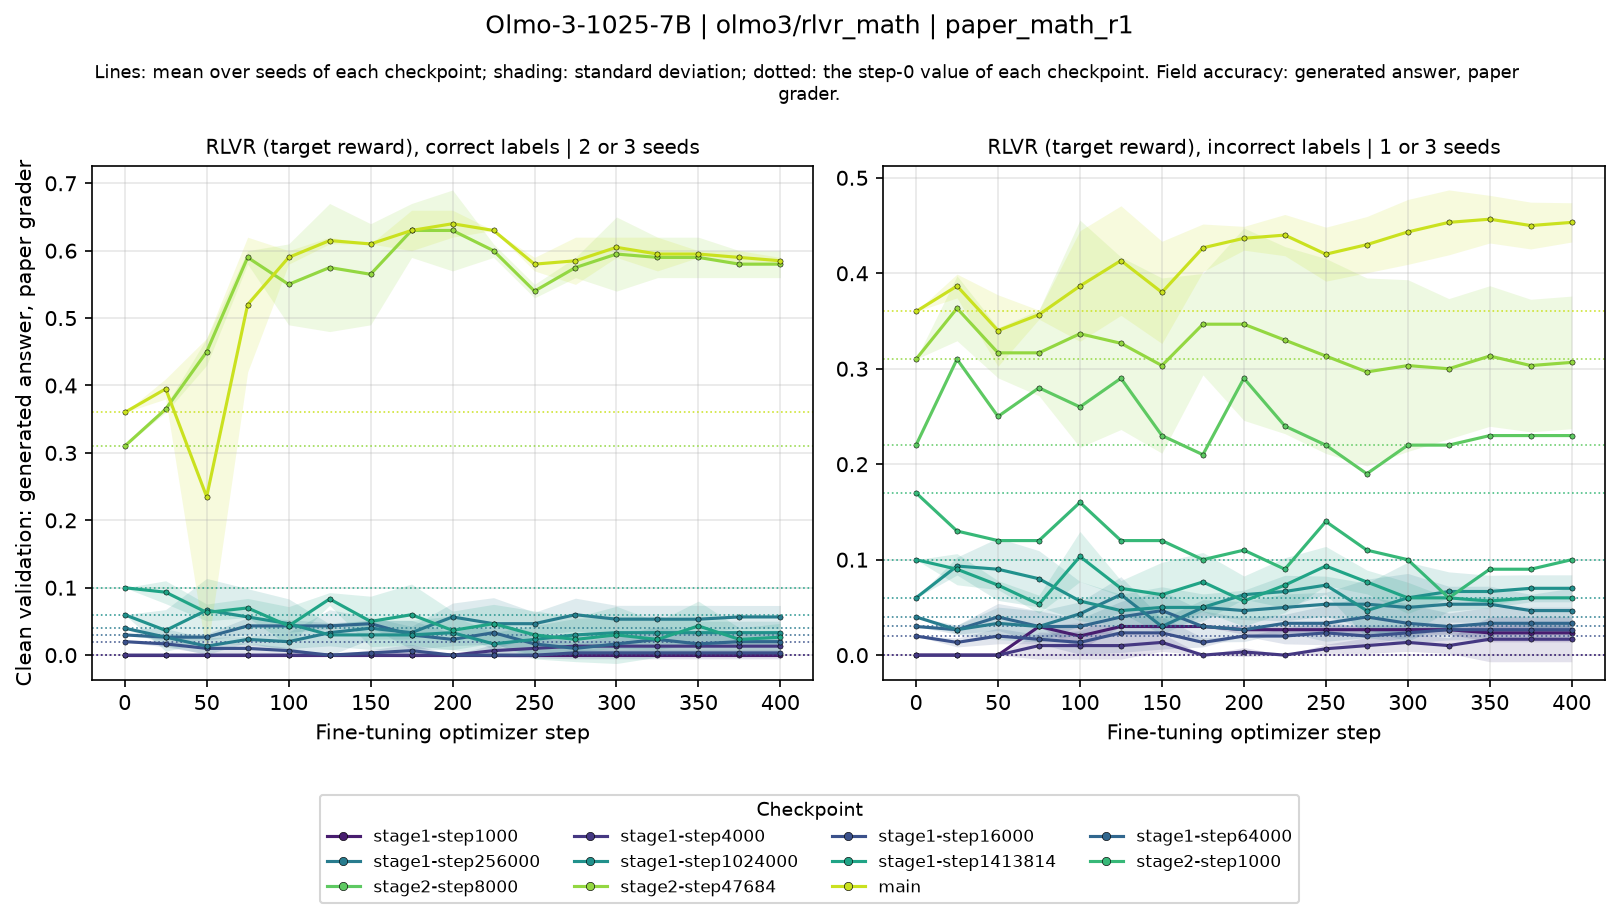 Olmo-3-1025-7B | olmo3/rlvr_math | paper_math_r1
Lines: mean over seeds of each checkpoint; shading: standard deviation; dotted: the step-0 value of each checkpoint. Field accuracy: generated answer, paper
grader.
RLVR (target reward), correct labels | 2 or 3 seeds
Clean validation: generated answer, paper grader
0.7
0.6
0.5
0.4
0.3
0.2
0.1
0.0
0 50 100 150 200 250 300 350 400
Fine-tuning optimizer step
RLVR (target reward), incorrect labels | 1 or 3 seeds
0.5
0.4
0.3
0.2
0.1
0.0
0 50 100 150 200 250 300 350 400
Fine-tuning optimizer step
Checkpoint
stage1-step1000 stage1-step4000 stage1-step16000 stage1-step64000
stage1-step256000 stage1-step1024000 stage1-step1413814 stage2-step1000
stage2-step8000 stage2-step47684 main